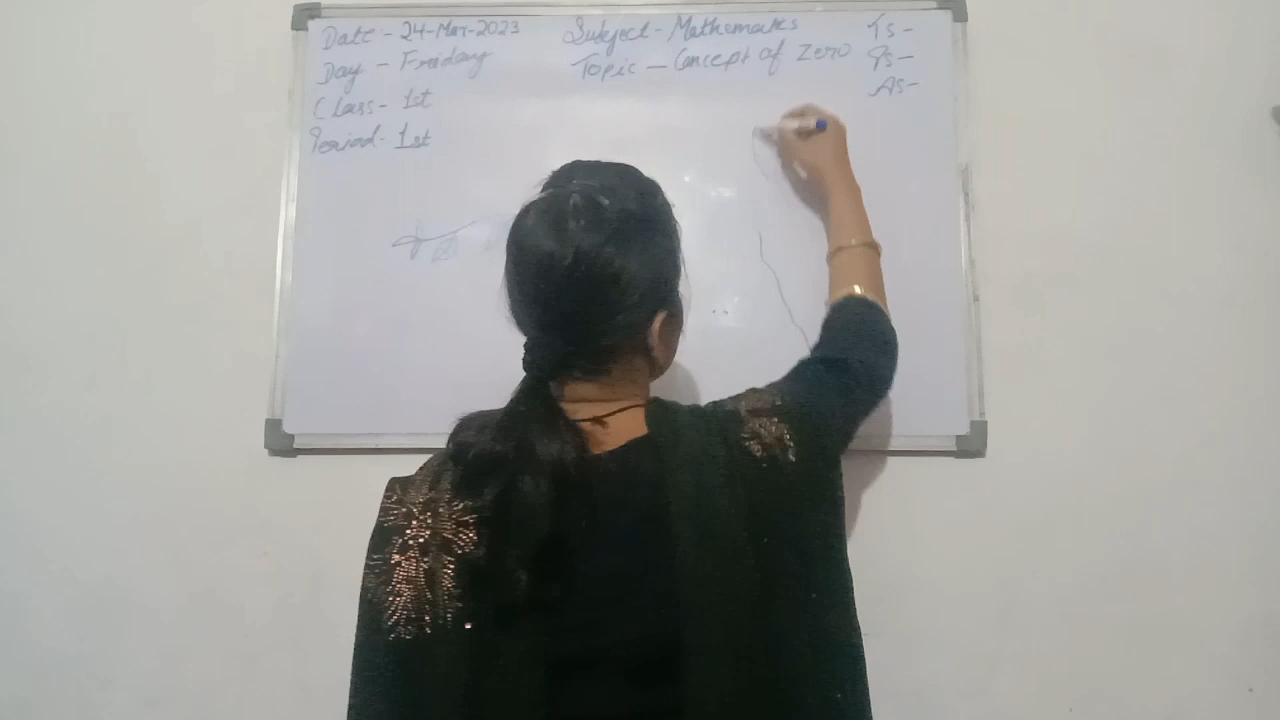 Date - 24-Mar-2023
Day - Friday
Class - 1st
Period - 1st
Subject - Mathematics
Topic - Concept of Zero
Ts -
Ps -
As -